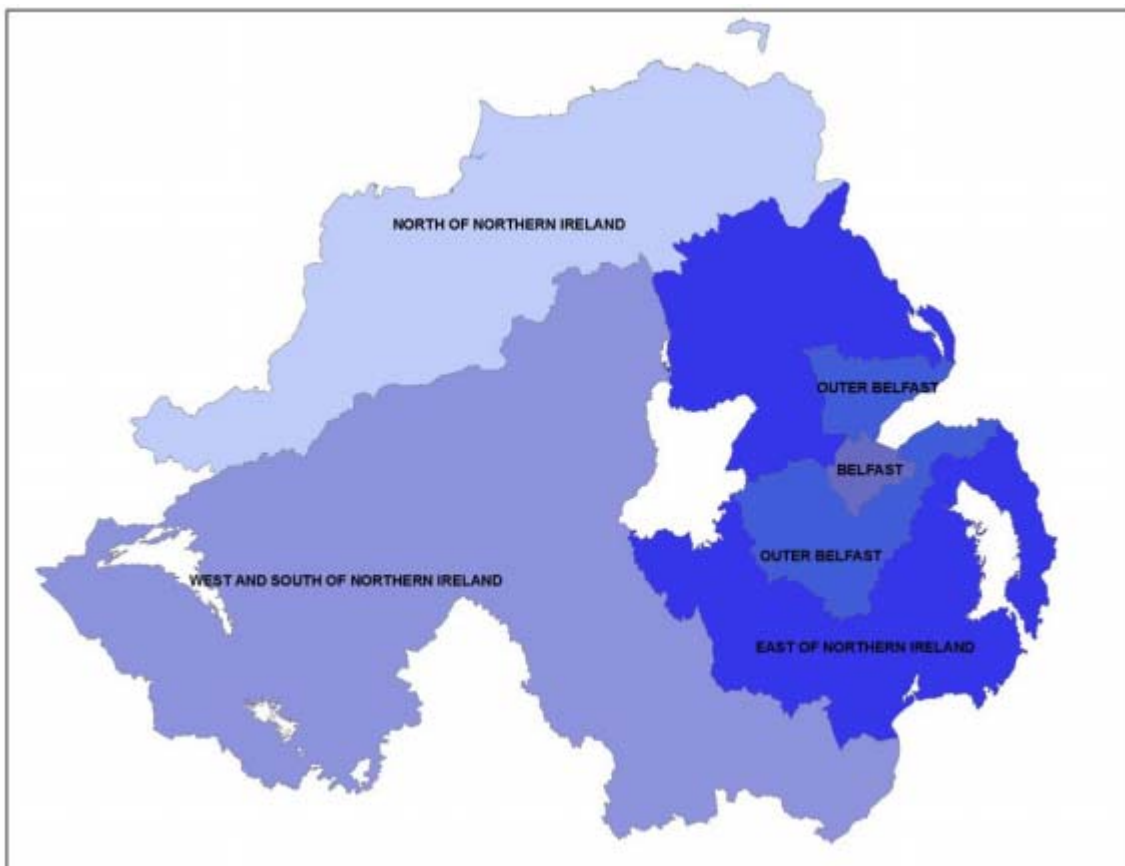 NORTH OF NORTHERN IRELAND
OUTER BELFAST
BELFAST
OUTER BELFAST
WEST AND SOUTH OF NORTHERN IRELAND
EAST OF NORTHERN IRELAND